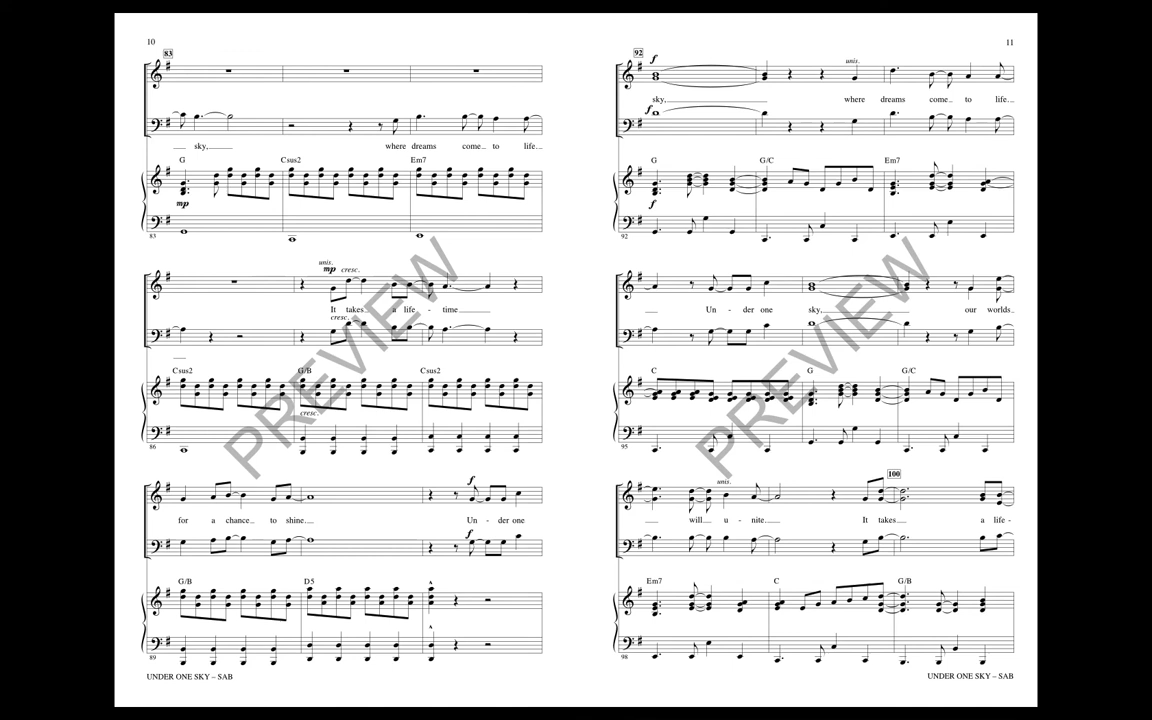 10
83
sky, where dreams come to life.
G Csus2 Em7
mp
83
unis.
mp cresc.
It takes a life - time
cresc.
Csus2 G/B Csus2
cresc.
86
f
for a chance to shine. Un - der one
f
G/B D5
89
UNDER ONE SKY – SAB
11
92
f
unis.
sky, where dreams come to life.
f
G G/C Em7
f
92
Un - der one sky, our worlds
C G G/C
95
100
unis.
will u - nite. It takes a life -
Em7 C G/B
98
UNDER ONE SKY – SAB
PREVIEW
PREVIEW